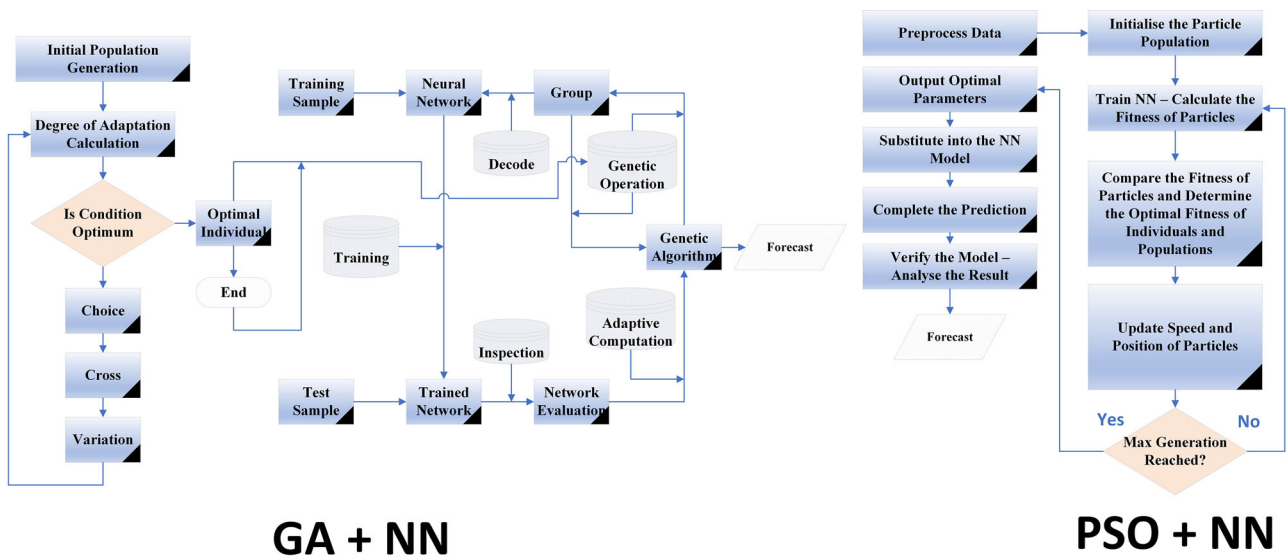 Initial Population
Generation
Degree of Adaptation
Calculation
Is Condition
Optimum
Optimal
Individual
End
Choice
Cross
Variation
Training
Sample
Neural
Network
Group
Decode
Genetic
Operation
Training
Genetic
Algorithm
Forecast
Inspection
Adaptive
Computation
Test
Sample
Trained
Network
Network
Evaluation
GA + NN
Preprocess Data
Initialise the Particle
Population
Output Optimal
Parameters
Train NN – Calculate the
Fitness of Particles
Substitute into the NN
Model
Compare the Fitness of
Particles and Determine
the Optimal Fitness of
Individuals and
Populations
Complete the Prediction
Verify the Model –
Analyse the Result
Forecast
Update Speed and
Position of Particles
Yes
No
Max Generation
Reached?
PSO + NN